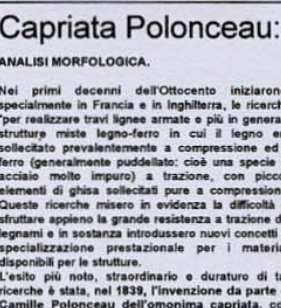 Capriata Polonceau:
ANALISI MORFOLOGICA.
Nei primi decenni dell'Ottocento iniziaron
specialmente in Francia e in Inghilterra, le ricerch
"per realizzare travi lignee armate e più in genera
strutture miste legno-ferro in cui il legno er
sollecitato prevalentemente a compressione ed
ferro (generalmente puddellato: cioè una specie
acciaio molto impuro) a trazione, con picco
elementi di ghisa sollecitati pure a compression
Queste ricerche misero in evidenza la difficoltà
sfruttare appieno la grande resistenza a trazione d
legnami e in sostanza introdussero nuovi concetti
specializzazione prestazionale per i materia
disponibili per le strutture.
L'esito più noto, straordinario e duraturo di ta
ricerche è stata, nel 1839, l'invenzione da parte
Camille Polonceau dell'omonima capriata, co